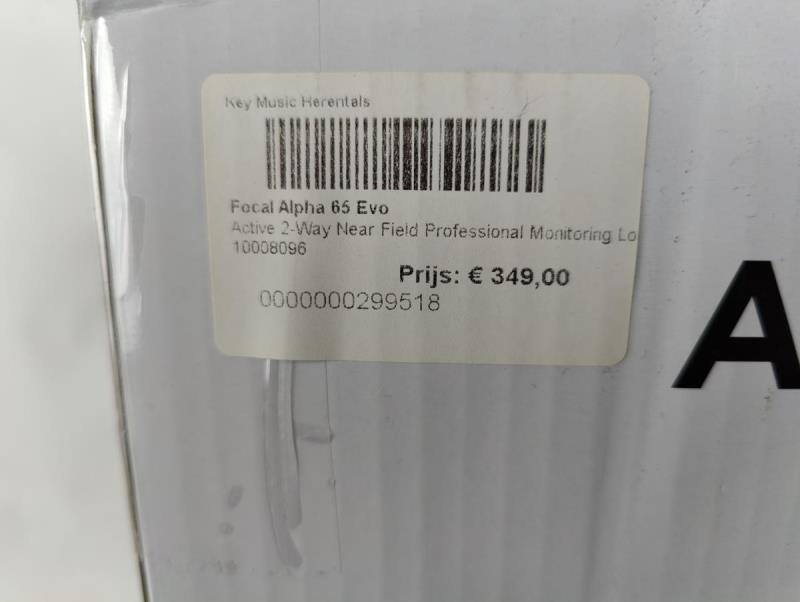 Key Music Herentals
Focal Alpha 65 Evo
Active 2-Way Near Field Professional Monitoring Lo
10008096
Prijs: € 349,00
0000000299518
A